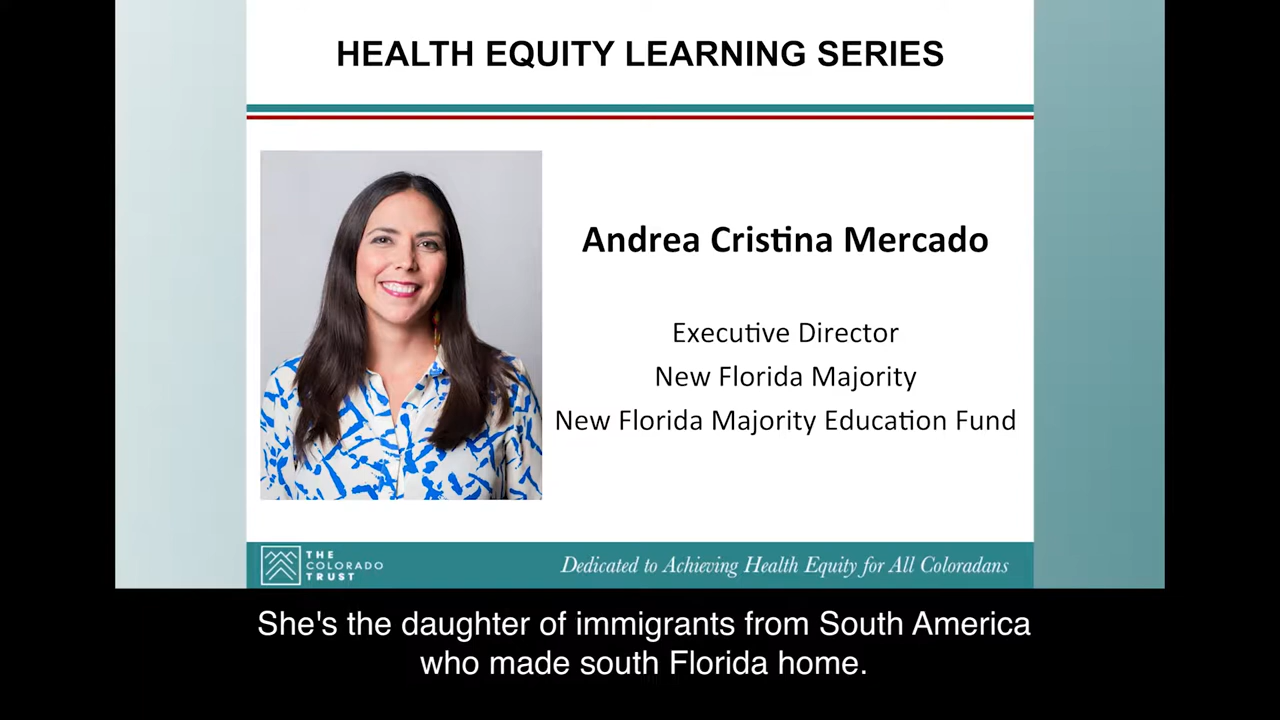 HEALTH EQUITY LEARNING SERIES
Andrea Cristina Mercado
Executive Director
New Florida Majority
New Florida Majority Education Fund
THE
COLORADO
TRUST
Dedicated to Achieving Health Equity for All Coloradans
She's the daughter of immigrants from South America
who made south Florida home.